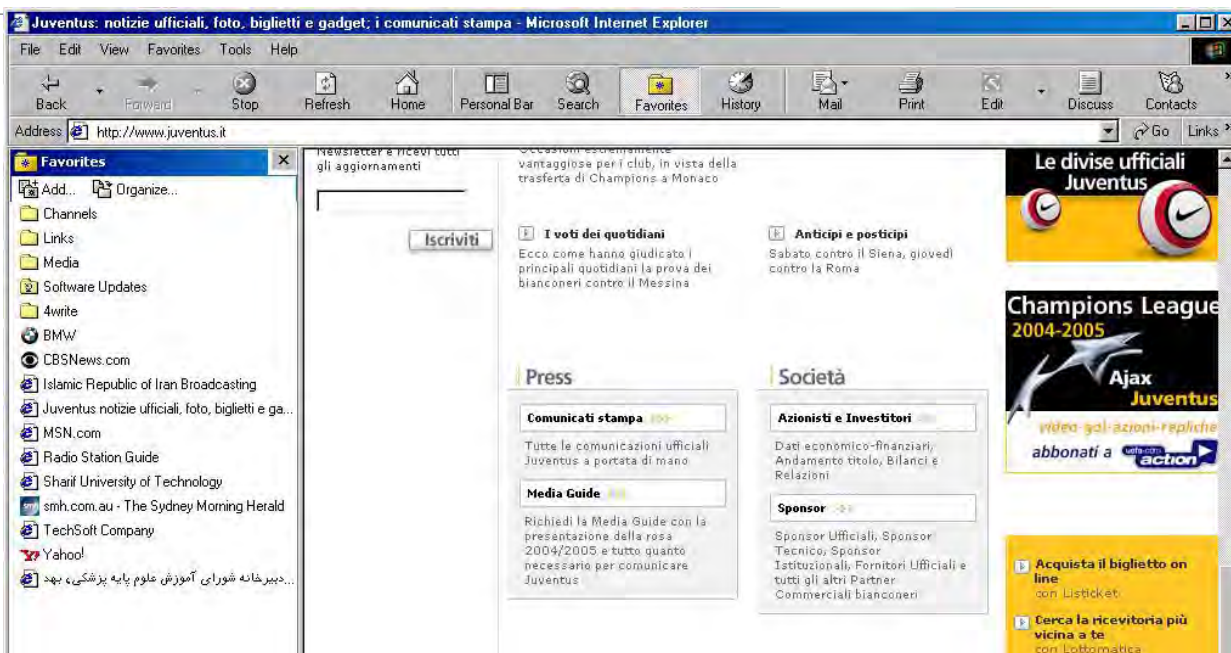 Juventus: notizie ufficiali, foto, biglietti e gadget; i comunicati stampa - Microsoft Internet Explorer
File Edit View Favorites Tools Help
Back Forward Stop Refresh Home Personal Bar Search Favorites History Mail Print Edit Discuss Contacts
Address http://www.juventus.it Go Links
Favorites
Add... Organize...
Channels
Links
Media
Software Updates
4write
BMW
CBSNews.com
Islamic Republic of Iran Broadcasting
Juventus notizie ufficiali, foto, biglietti e ga...
MSN.com
Radio Station Guide
Sharif University of Technology
smh.com.au - The Sydney Morning Herald
TechSoft Company
Yahoo!
دبیرخانه شورای آموزش علوم پایه پزشکی، بهد...
Newsletter e ricevi tutti
gli aggiornamenti
Iscriviti
Occasioni estremamente
vantaggiose per i club, in vista della
trasferta di Champions a Monaco
I voti dei quotidiani
Ecco come hanno giudicato i
principali quotidiani la prova dei
bianconeri contro il Messina
Anticipi e posticipi
Sabato contro il Siena, giovedì
contro la Roma
Press
Comunicati stampa
Tutte le comunicazioni ufficiali
Juventus a portata di mano
Media Guide
Richiedi la Media Guide con la
presentazione della rosa
2004/2005 e tutto quanto
necessario per comunicare
Juventus
Società
Azionisti e Investitori
Dati economico-finanziari,
Andamento titolo, Bilanci e
Relazioni
Sponsor
Sponsor Ufficiali, Sponsor
Tecnico, Sponsor
Istituzionali, Fornitori Ufficiali e
tutti gli altri Partner
Commerciali bianconeri
Le divise ufficiali
Juventus
Champions League
2004-2005
Ajax
Juventus
video-gol-azioni-repliche
abbonati a uefa.com action
Acquista il biglietto on
line
con Listicket
Cerca la ricevitoria più
vicina a te
con Lottomatica